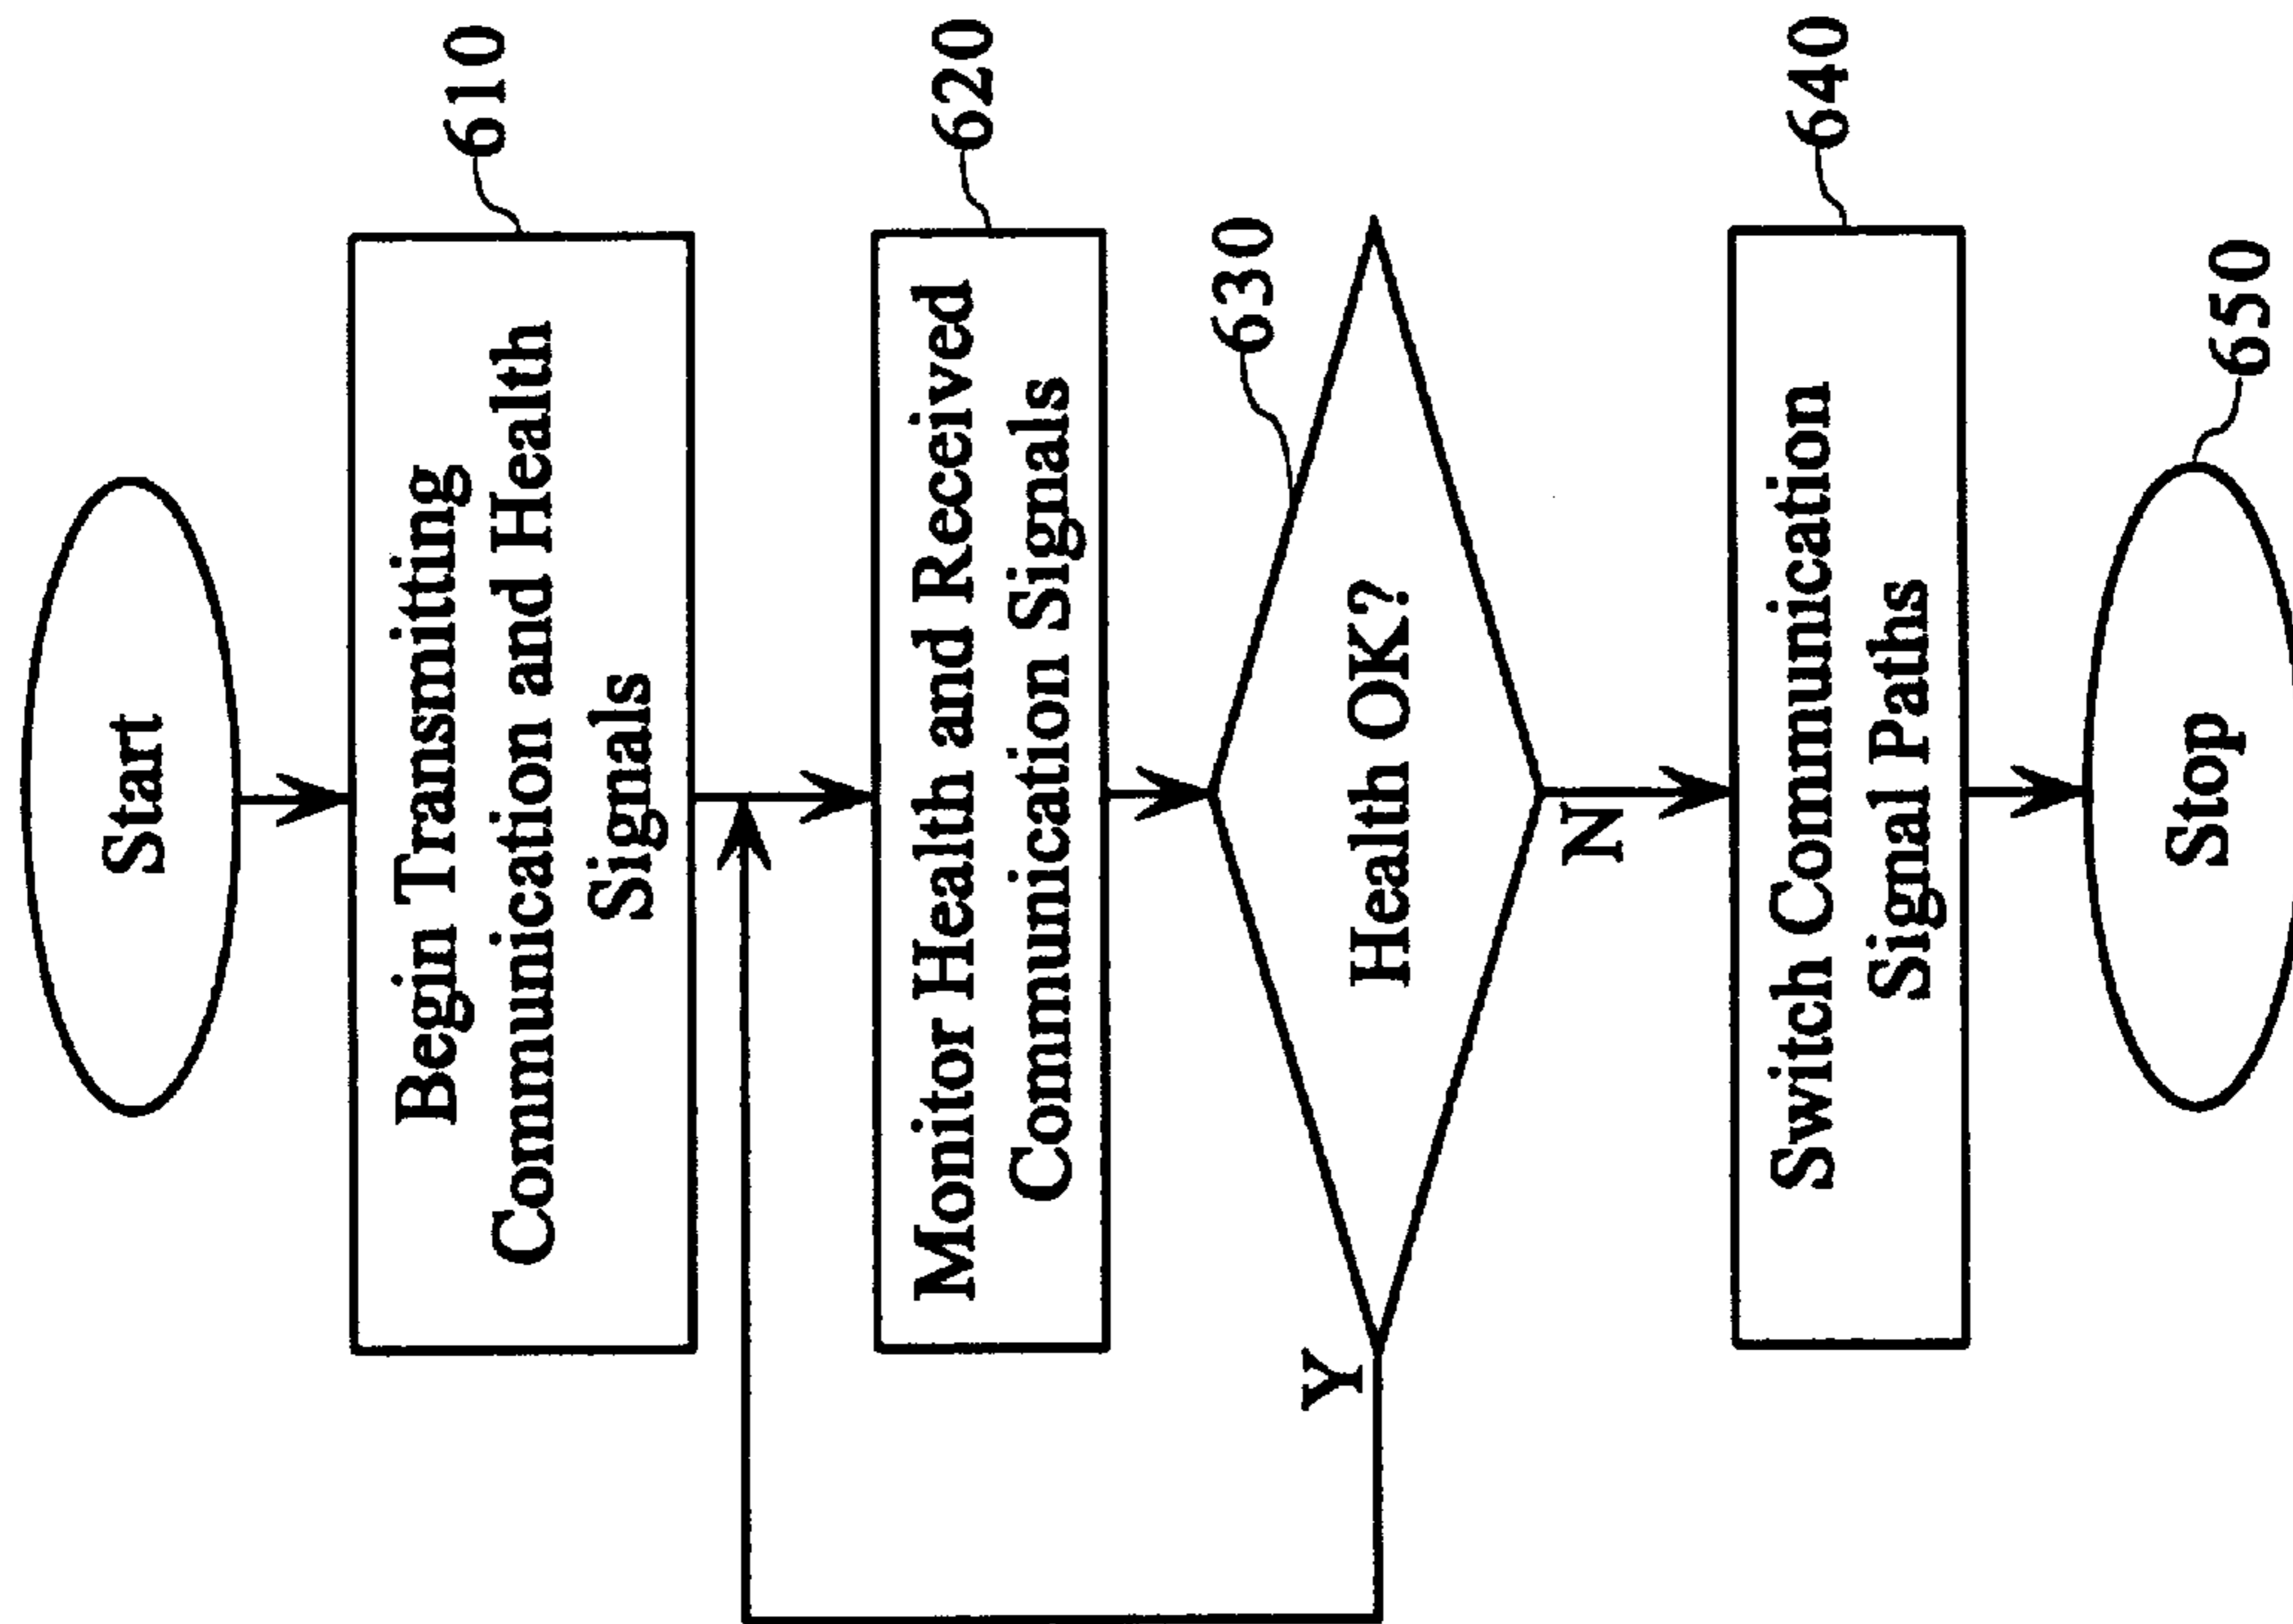 Start
Begin Transmitting
Communication and Health
Signals
610
Monitor Health and Received
Communication Signals
620
Health OK?
630
Y
N
Switch Communication
Signal Paths
640
Stop
650